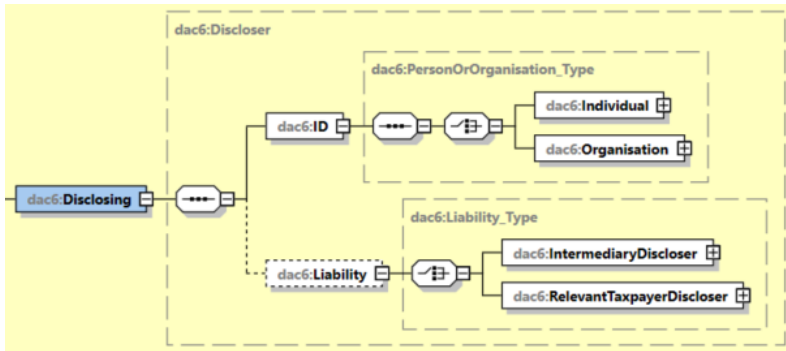 dac6:Discloser
dac6:PersonOrOrganisation_Type
dac6:Individual
dac6:ID
dac6:Organisation
dac6:Disclosing
dac6:Liability_Type
dac6:IntermediaryDiscloser
dac6:Liability
dac6:RelevantTaxpayerDiscloser